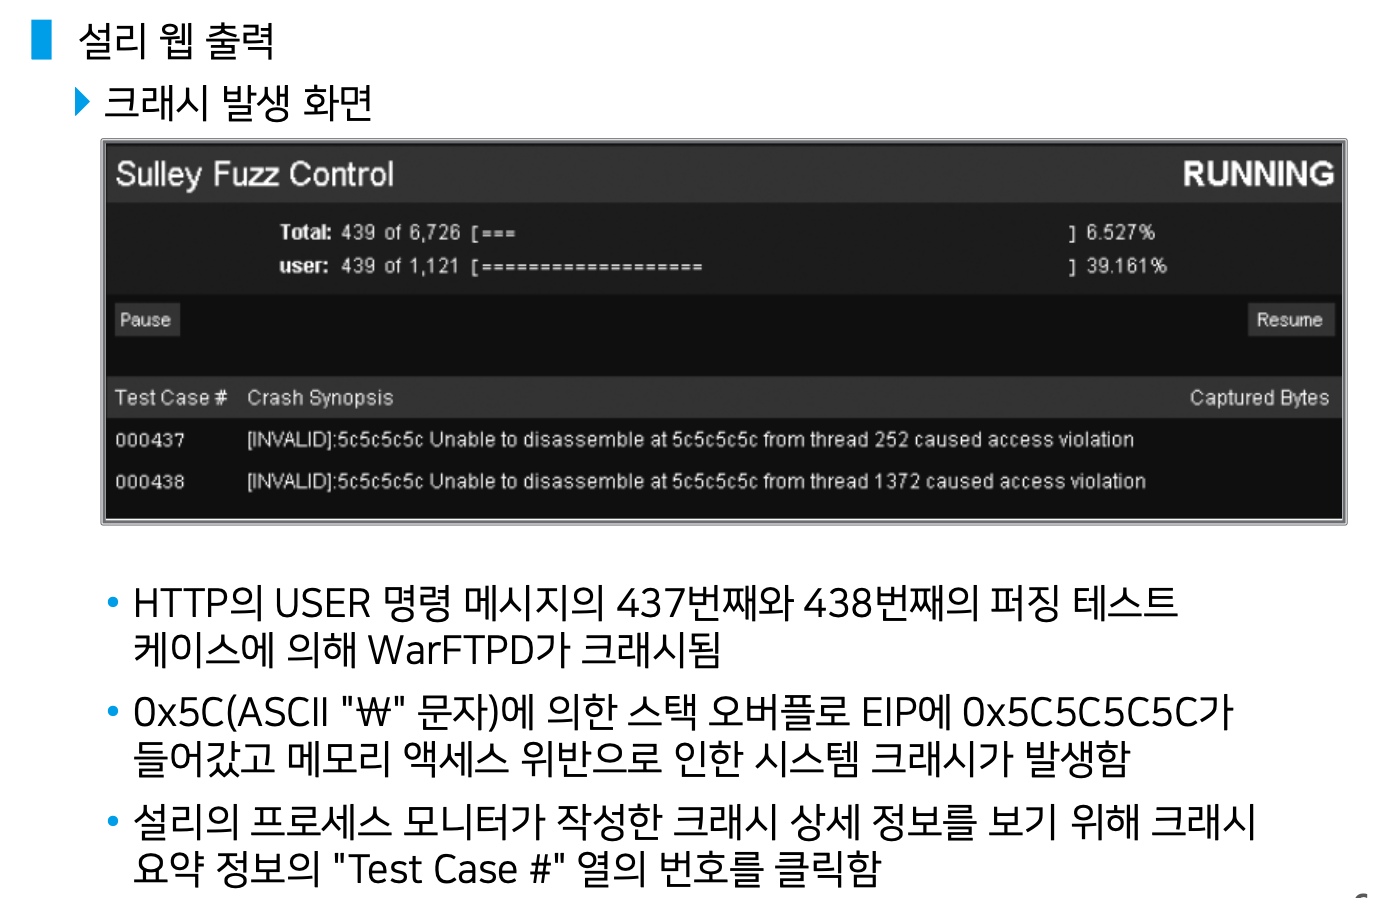 설리 웹 출력
크래시 발생 화면
Sulley Fuzz Control RUNNING
Total: 439 of 6,726 [=== ] 6.527%
user: 439 of 1,121 [=================== ] 39.161%
Pause Resume
Test Case # Crash Synopsis Captured Bytes
000437 [INVALID]:5c5c5c5c Unable to disassemble at 5c5c5c5c from thread 252 caused access violation
000438 [INVALID]:5c5c5c5c Unable to disassemble at 5c5c5c5c from thread 1372 caused access violation
• HTTP의 USER 명령 메시지의 437번째와 438번째의 퍼징 테스트
케이스에 의해 WarFTPD가 크래시됨
• 0x5C(ASCII "₩" 문자)에 의한 스택 오버플로 EIP에 0x5C5C5C5C가
들어갔고 메모리 액세스 위반으로 인한 시스템 크래시가 발생함
• 설리의 프로세스 모니터가 작성한 크래시 상세 정보를 보기 위해 크래시
요약 정보의 "Test Case #" 열의 번호를 클릭함